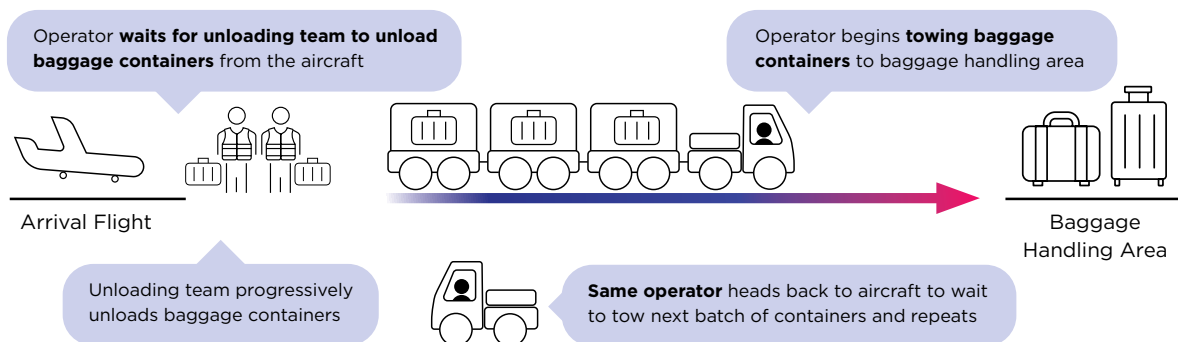 Operator waits for unloading team to unload
baggage containers from the aircraft
Operator begins towing baggage
containers to baggage handling area
Arrival Flight
Baggage
Handling Area
Unloading team progressively
unloads baggage containers
Same operator heads back to aircraft to wait
to tow next batch of containers and repeats